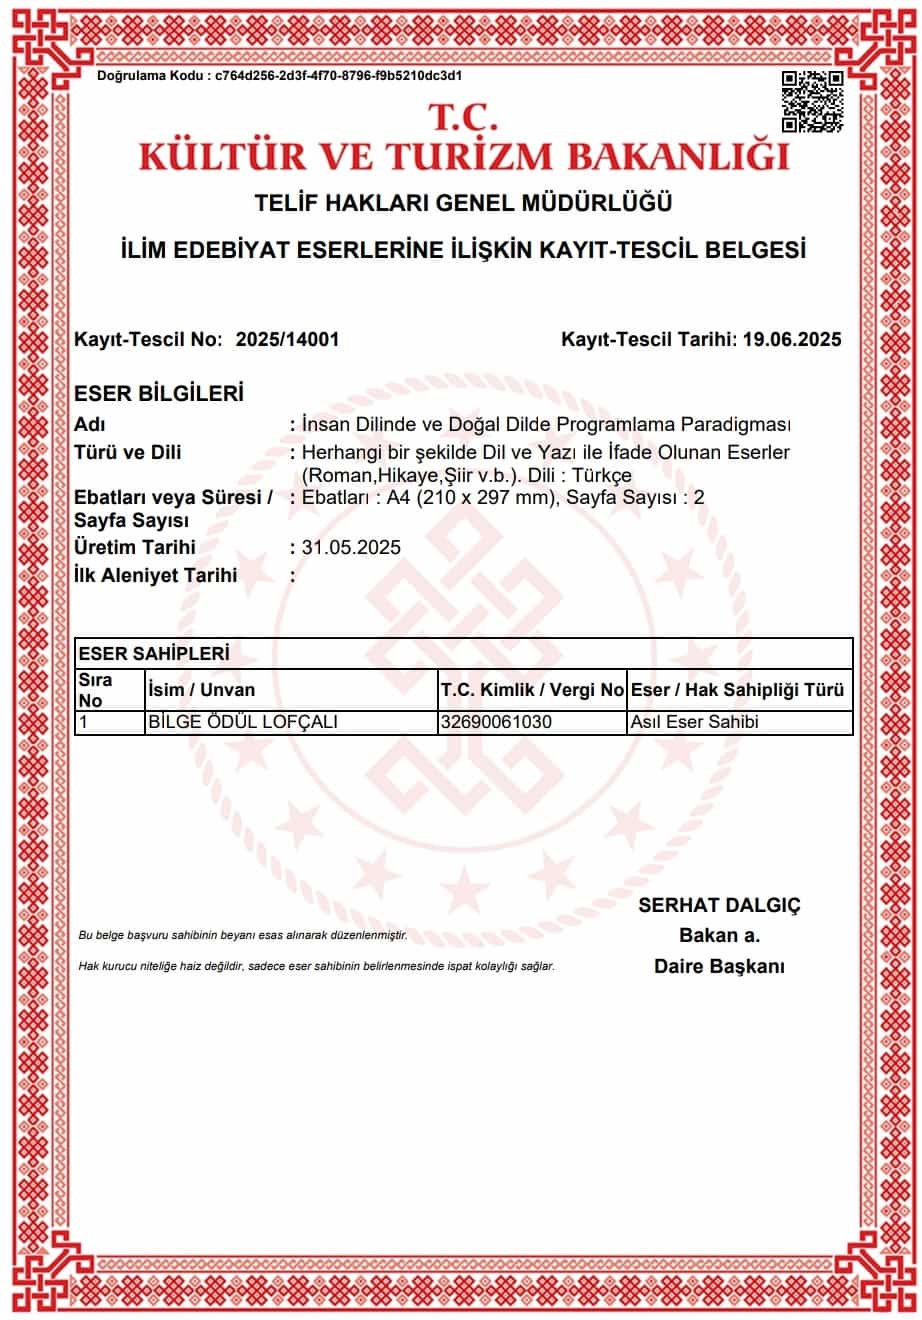 Doğrulama Kodu : c764d256-2d3f-4f70-8796-f9b5210dc3d1
T.C.
KÜLTÜR VE TURİZM BAKANLIĞI
TELİF HAKLARI GENEL MÜDÜRLÜĞÜ
İLİM EDEBİYAT ESERLERİNE İLİŞKİN KAYIT-TESCİL BELGESİ
Kayıt-Tescil No: 2025/14001 Kayıt-Tescil Tarihi: 19.06.2025
ESER BİLGİLERİ
Adı : İnsan Dilinde ve Doğal Dilde Programlama Paradigması
Türü ve Dili : Herhangi bir şekilde Dil ve Yazı ile İfade Olunan Eserler
(Roman,Hikaye,Şiir v.b.). Dili : Türkçe
Ebatları veya Süresi / : Ebatları : A4 (210 x 297 mm), Sayfa Sayısı : 2
Sayfa Sayısı
Üretim Tarihi : 31.05.2025
İlk Aleniyet Tarihi :
ESER SAHİPLERİ
Sıra No İsim / Unvan T.C. Kimlik / Vergi No Eser / Hak Sahipliği Türü
1 BİLGE ÖDÜL LOFÇALI 32690061030 Asıl Eser Sahibi
SERHAT DALGIÇ
Bu belge başvuru sahibinin beyanı esas alınarak düzenlenmiştir. Bakan a.
Hak kurucu niteliğe haiz değildir, sadece eser sahibinin belirlenmesinde ispat kolaylığı sağlar. Daire Başkanı